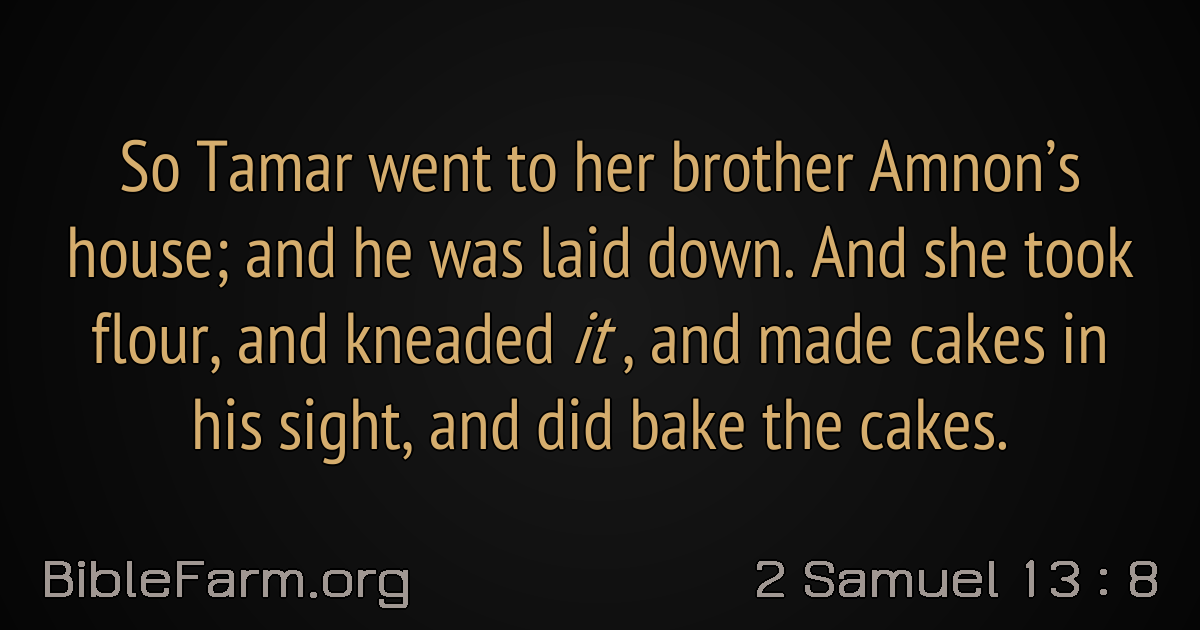 So Tamar went to her brother Amnon’s
house; and he was laid down. And she took
flour, and kneaded it , and made cakes in
his sight, and did bake the cakes.
BibleFarm.org
2 Samuel 13 : 8